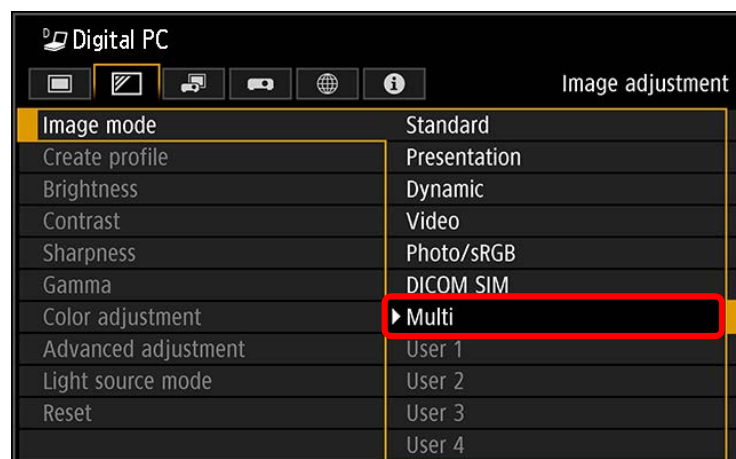 Digital PC
Image adjustment
Image mode
Standard
Create profile
Presentation
Brightness
Dynamic
Contrast
Video
Sharpness
Photo/sRGB
Gamma
DICOM SIM
Color adjustment
Multi
Advanced adjustment
User 1
Light source mode
User 2
Reset
User 3
User 4